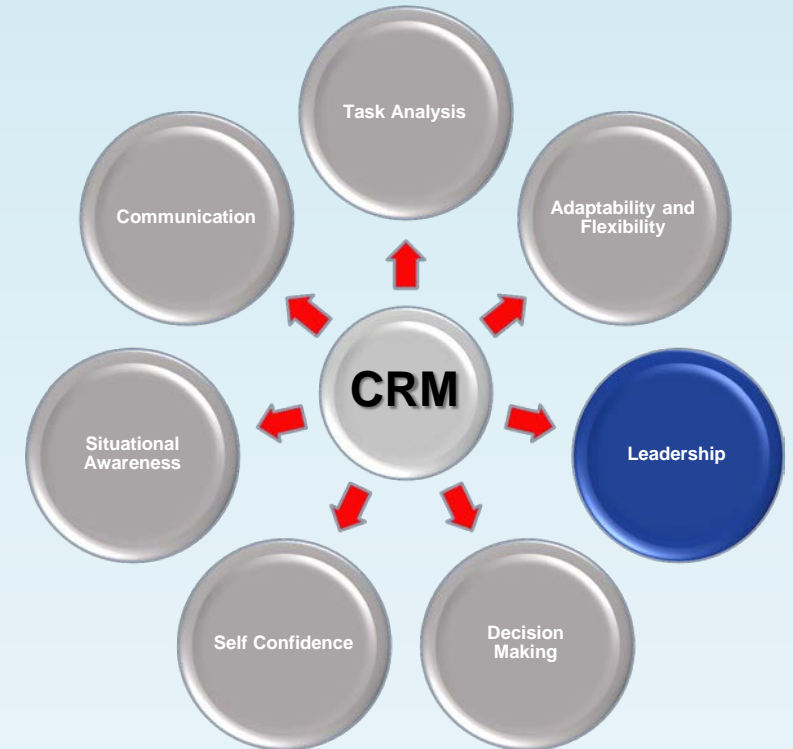 Task Analysis
Communication
Adaptability and
Flexibility
CRM
Situational
Awareness
Leadership
Self Confidence
Decision
Making